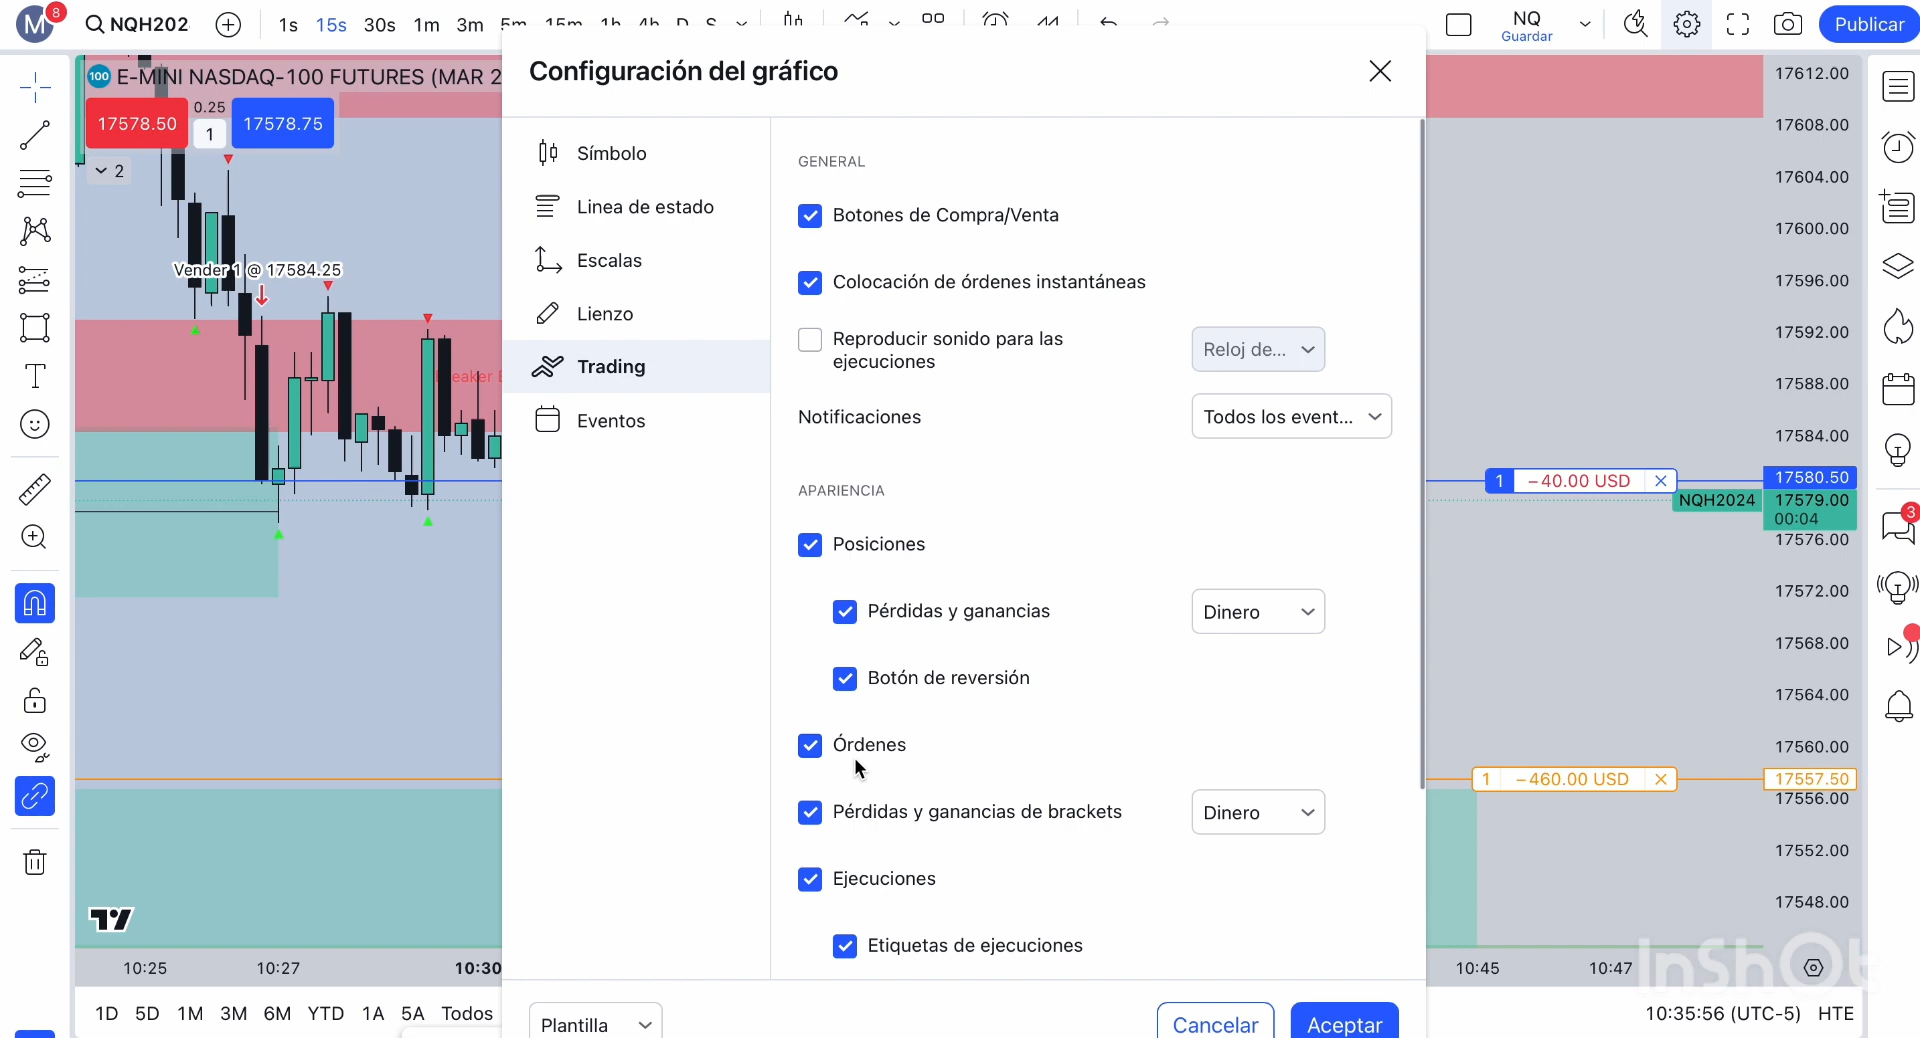 M
8
NQH202
1s 15s 30s 1m 3m 5m 15m 1h 4h D S
NQ
Guardar
Publicar
100 E-MINI NASDAQ-100 FUTURES (MAR 2
17578.50
0.25
1
17578.75
2
Vender 1 @ 17584.25
Configuración del gráfico
Símbolo
Linea de estado
Escalas
Lienzo
Trading
Eventos
GENERAL
Botones de Compra/Venta
Colocación de órdenes instantáneas
Reproducir sonido para las
ejecuciones
Reloj de...
Notificaciones
Todos los event...
APARIENCIA
Posiciones
Pérdidas y ganancias
Dinero
Botón de reversión
Órdenes
Pérdidas y ganancias de brackets
Dinero
Ejecuciones
Etiquetas de ejecuciones
Plantilla
Cancelar
Aceptar
17612.00
17608.00
17604.00
17600.00
17596.00
17592.00
17588.00
17584.00
1 −40.00 USD
17580.50
NQH2024
17579.00
00:04
17576.00
17572.00
17568.00
17564.00
17560.00
1 −460.00 USD
17557.50
17556.00
17552.00
17548.00
3
10:25 10:27 10:30 10:45 10:47
InShOt
1D 5D 1M 3M 6M YTD 1A 5A Todos
10:35:56 (UTC-5) HTE